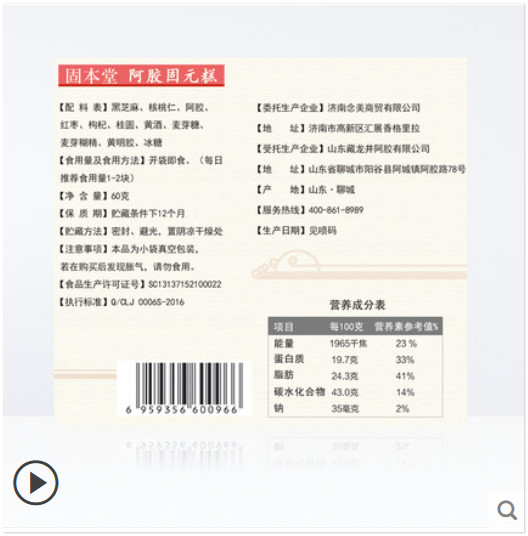 固本堂 阿胶固元糕
【配 料 表】黑芝麻、核桃仁、阿胶、
红枣、枸杞、桂圆、黄酒、麦芽糖、
麦芽糊精、黄明胶、冰糖
【食用量及食用方法】开袋即食。(每日
推荐食用量1-2块)
【净 含 量】60克
【保 质 期】贮藏条件下12个月
【贮藏方法】密封、避光,置阴凉干燥处
【注意事项】本品为小袋真空包装,
若在购买后发现胀气,请勿食用。
【食品生产许可证号】SC13137152100022
【执行标准】Q/CLJ 0006S-2016
6 959356 600966
【委托生产企业】济南念美商贸有限公司
【地 址】济南市高新区汇展香格里拉
【受托生产企业】山东藏龙井阿胶有限公司
【地 址】山东省聊城市阳谷县阿城镇阿胶路78号
【产 地】山东·聊城
【服务热线】400-861-8989
【生产日期】见喷码
营养成分表
项目 每100克 营养素参考值%
能量 1965千焦 23 %
蛋白质 19.7克 33%
脂肪 24.3克 41%
碳水化合物 43.0克 14%
钠 35毫克 2%